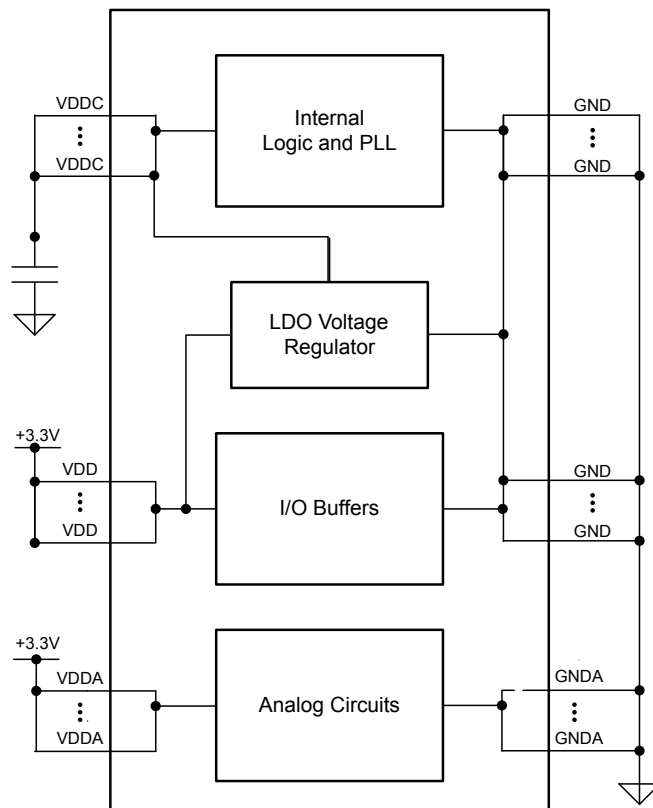 VDDC
VDDC
Internal
Logic and PLL
GND
GND
LDO Voltage
Regulator
+3.3V
VDD
VDD
I/O Buffers
GND
GND
+3.3V
VDDA
VDDA
Analog Circuits
GNDA
GNDA